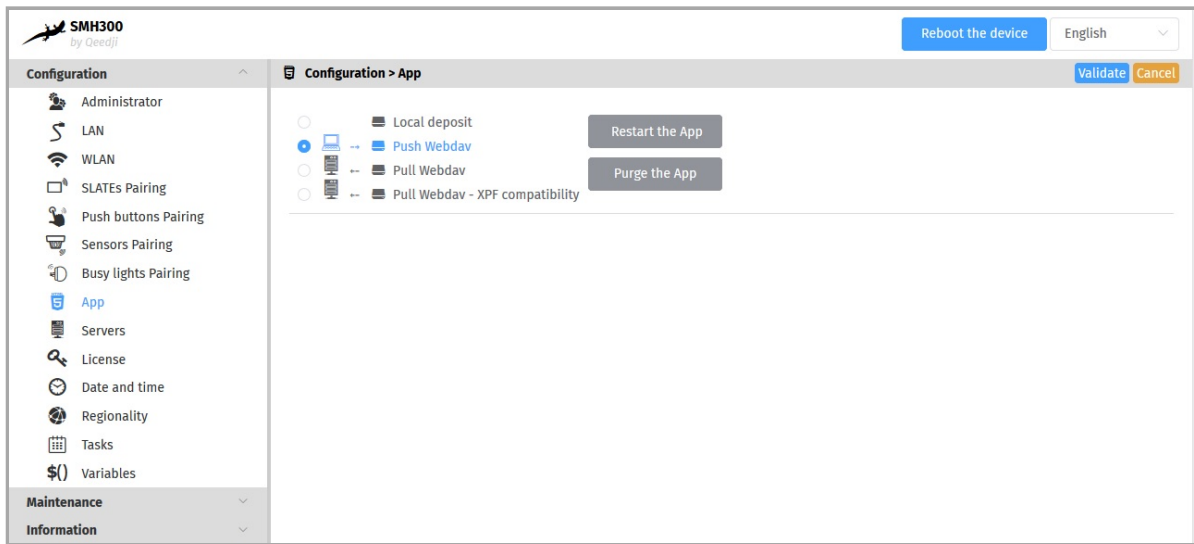 SMH300
by Qeedji
Reboot the device
English
Configuration
Configuration > App
Validate
Cancel
Administrator
LAN
WLAN
SLATEs Pairing
Push buttons Pairing
Sensors Pairing
Busy lights Pairing
App
Servers
License
Date and time
Regionality
Tasks
$() Variables
Maintenance
Information
Local deposit
Push Webdav
Pull Webdav
Pull Webdav - XPF compatibility
Restart the App
Purge the App